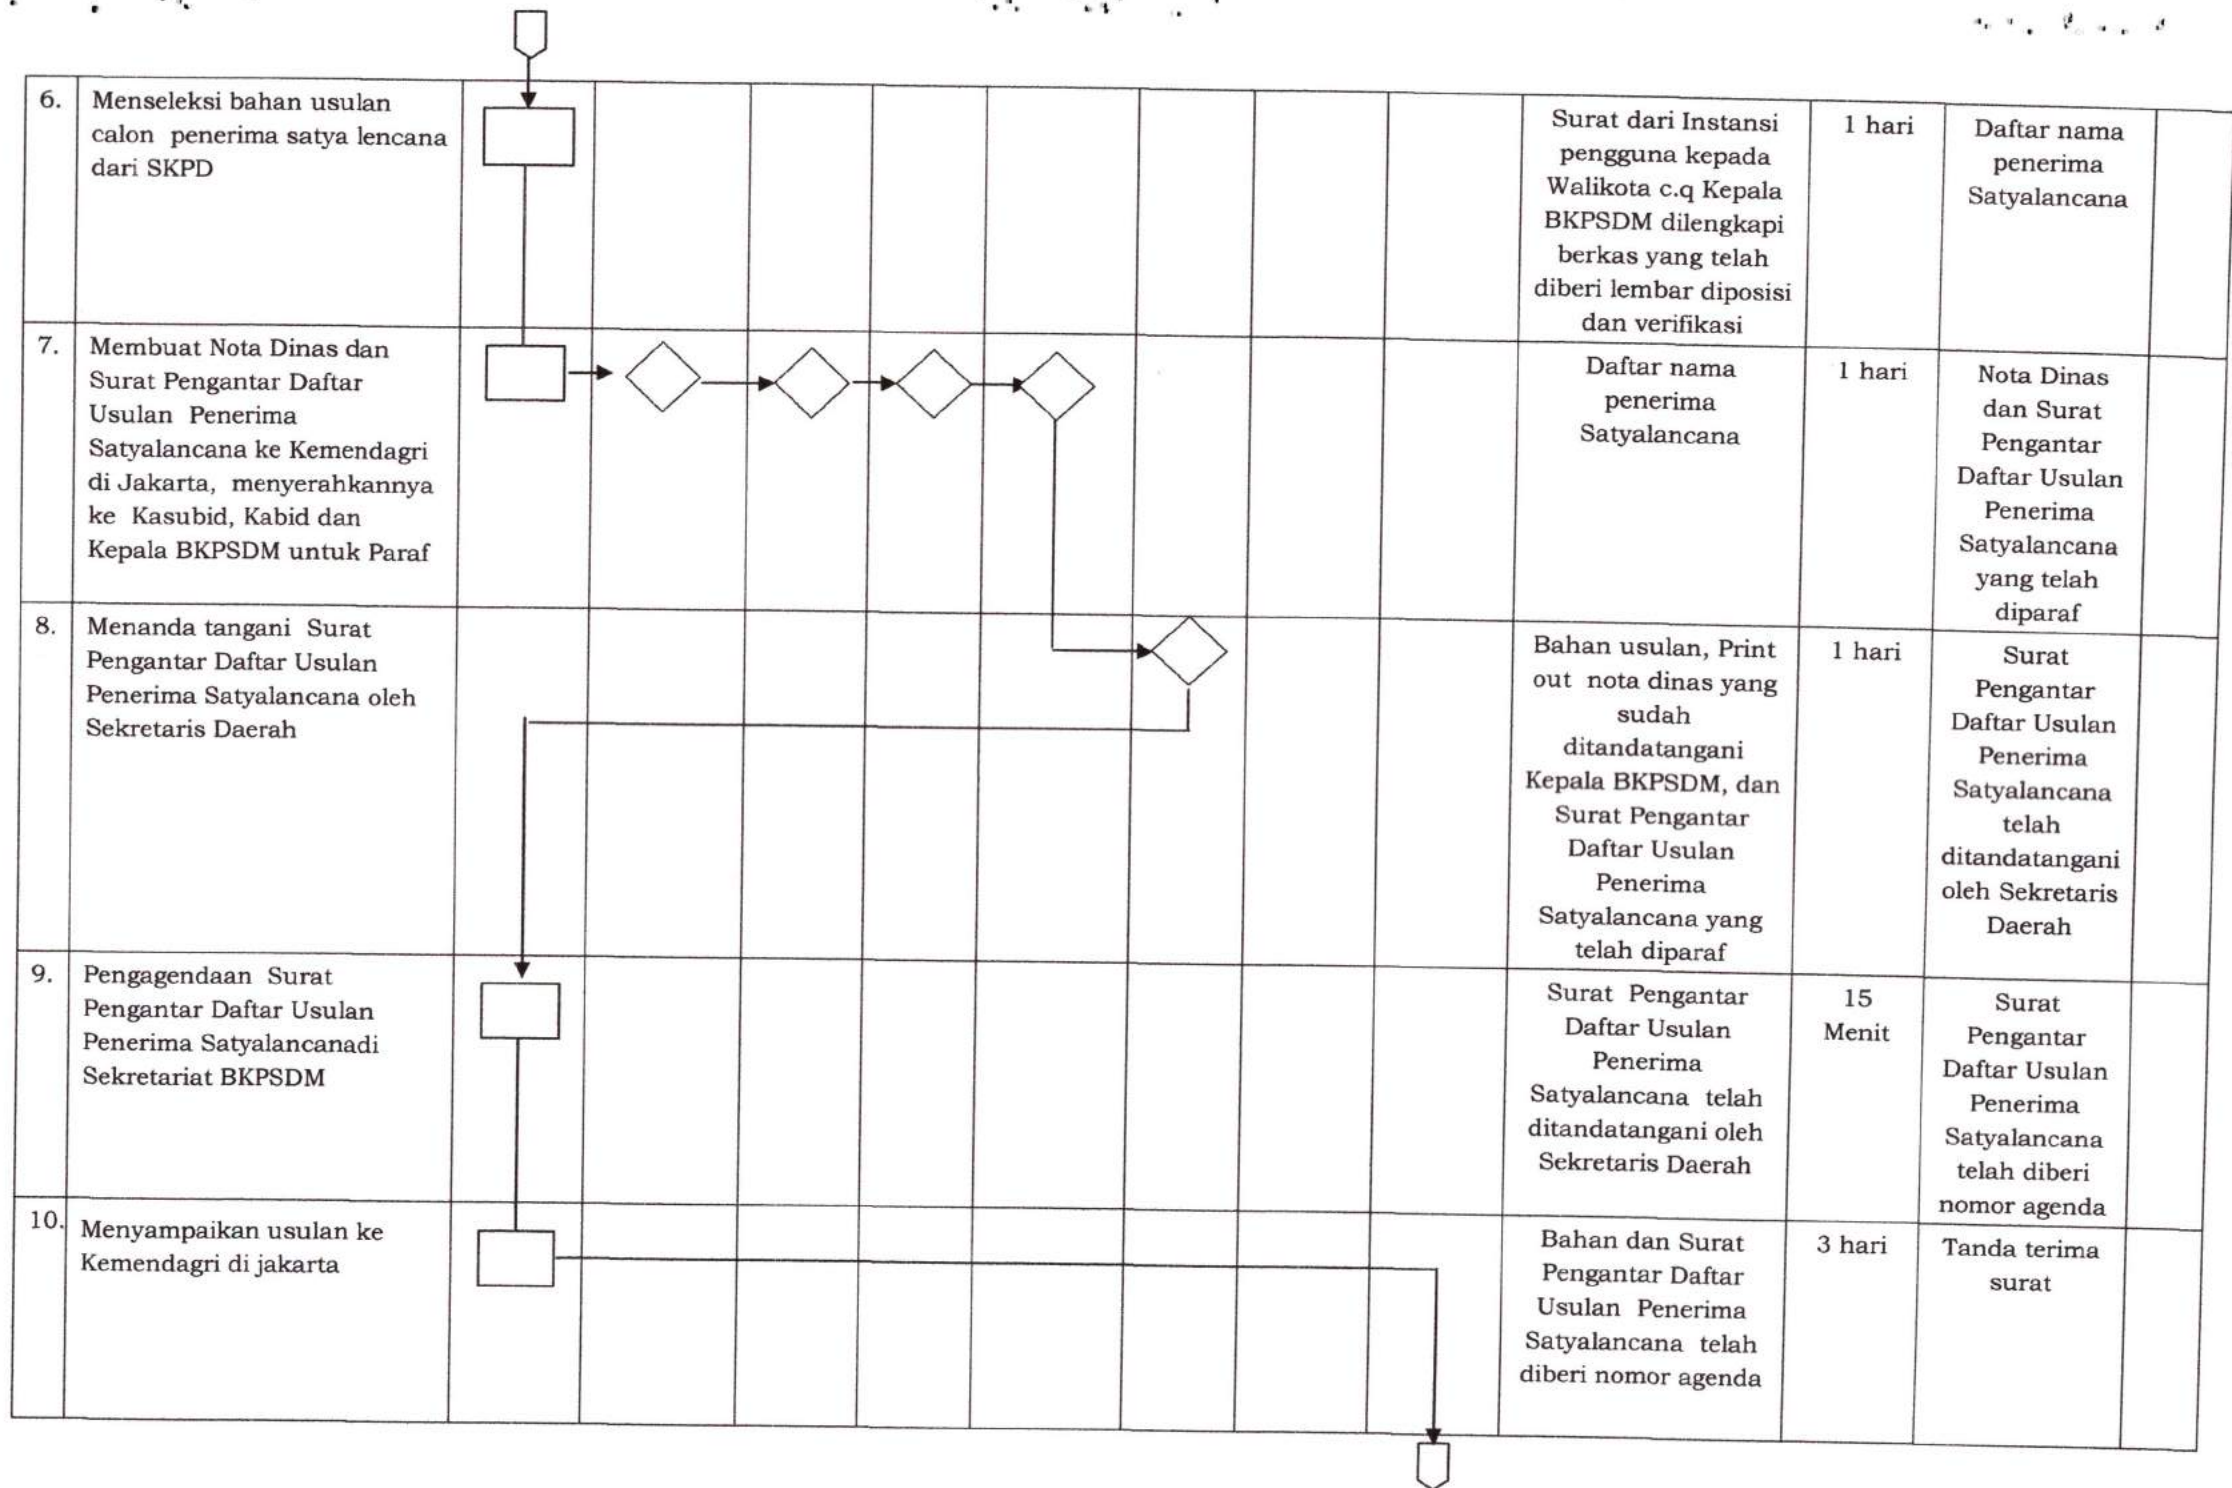 6.
Menseleksi bahan usulan
calon penerima satya lencana
dari SKPD
Surat dari Instansi
pengguna kepada
Walikota c.q Kepala
BKPSDM dilengkapi
berkas yang telah
diberi lembar diposisi
dan verifikasi
1 hari
Daftar nama
penerima
Satyalancana
7.
Membuat Nota Dinas dan
Surat Pengantar Daftar
Usulan Penerima
Satyalancana ke Kemendagri
di Jakarta, menyerahkannya
ke Kasubid, Kabid dan
Kepala BKPSDM untuk Paraf
Daftar nama
penerima
Satyalancana
1 hari
Nota Dinas
dan Surat
Pengantar
Daftar Usulan
Penerima
Satyalancana
yang telah
diparaf
8.
Menanda tangani Surat
Pengantar Daftar Usulan
Penerima Satyalancana oleh
Sekretaris Daerah
Bahan usulan, Print
out nota dinas yang
sudah
ditandatangani
Kepala BKPSDM, dan
Surat Pengantar
Daftar Usulan
Penerima
Satyalancana yang
telah diparaf
1 hari
Surat
Pengantar
Daftar Usulan
Penerima
Satyalancana
telah
ditandatangani
oleh Sekretaris
Daerah
9.
Pengagendaan Surat
Pengantar Daftar Usulan
Penerima Satyalancanadi
Sekretariat BKPSDM
Surat Pengantar
Daftar Usulan
Penerima
Satyalancana telah
ditandatangani oleh
Sekretaris Daerah
15
Menit
Surat
Pengantar
Daftar Usulan
Penerima
Satyalancana
telah diberi
nomor agenda
10.
Menyampaikan usulan ke
Kemendagri di jakarta
Bahan dan Surat
Pengantar Daftar
Usulan Penerima
Satyalancana telah
diberi nomor agenda
3 hari
Tanda terima
surat